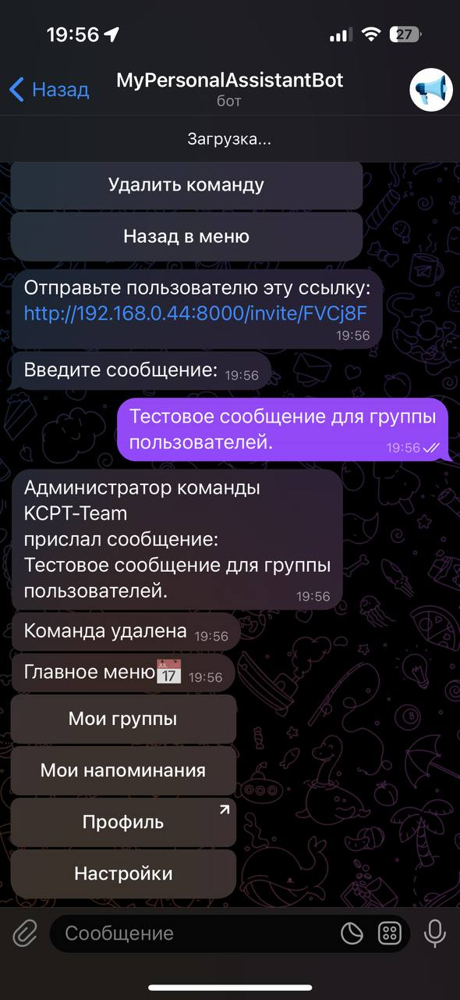 19:56
27
Назад
MyPersonalAssistantBot
бот
Загрузка...
Удалить команду
Назад в меню
Отправьте пользователю эту ссылку:
http://192.168.0.44:8000/invite/FVCj8F
19:56
Введите сообщение: 19:56
Тестовое сообщение для группы
пользователей. 19:56
Администратор команды
KCPT-Team
прислал сообщение:
Тестовое сообщение для группы
пользователей. 19:56
Команда удалена 19:56
Главное меню📅 19:56
Мои группы
Мои напоминания
Профиль
Настройки
Сообщение